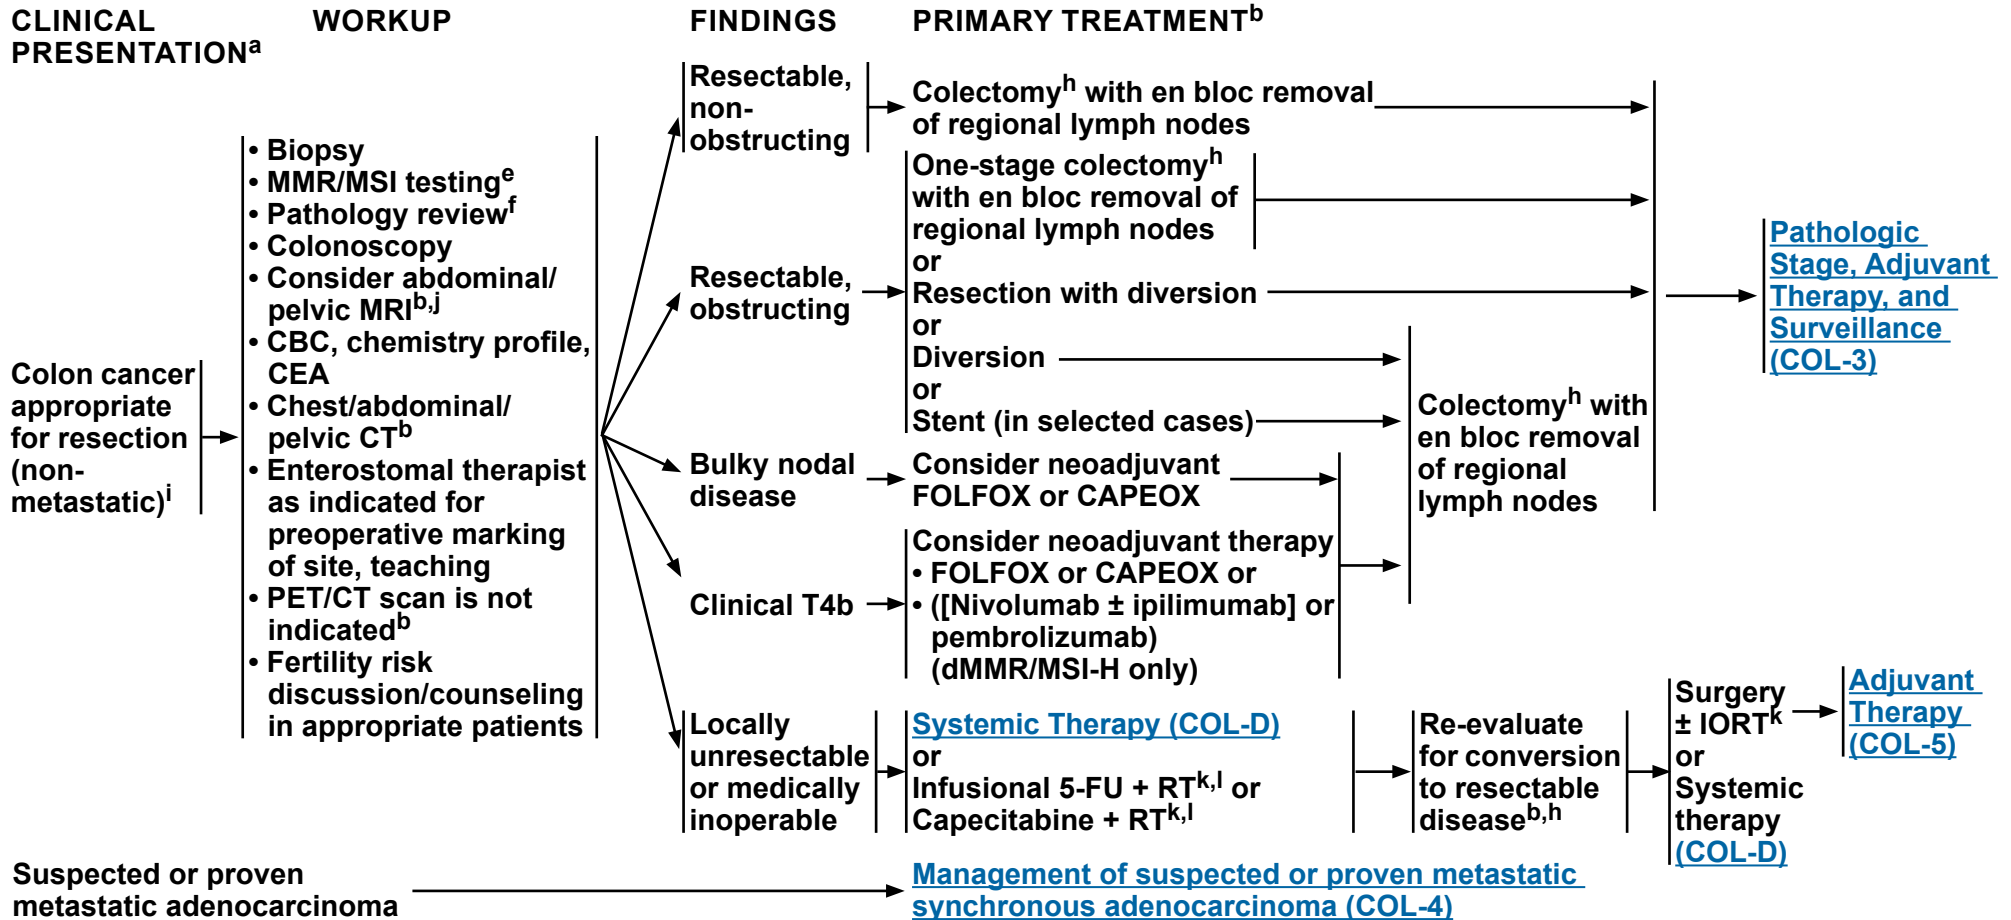 CLINICAL
PRESENTATIONa
WORKUP
FINDINGS
PRIMARY TREATMENTb
Colon cancer
appropriate
for resection
(non-
metastatic)i
• Biopsy
• MMR/MSI testinge
• Pathology reviewf
• Colonoscopy
• Consider abdominal/
pelvic MRIb,j
• CBC, chemistry profile,
CEA
• Chest/abdominal/
pelvic CTb
• Enterostomal therapist
as indicated for
preoperative marking
of site, teaching
• PET/CT scan is not
indicatedb
• Fertility risk
discussion/counseling
in appropriate patients
Resectable,
non-
obstructing
Colectomyh with en bloc removal
of regional lymph nodes
Resectable,
obstructing
One-stage colectomyh
with en bloc removal of
regional lymph nodes
or
Resection with diversion
or
Diversion
or
Stent (in selected cases)
Bulky nodal
disease
Consider neoadjuvant
FOLFOX or CAPEOX
Clinical T4b
Consider neoadjuvant therapy
• FOLFOX or CAPEOX or
• ([Nivolumab ± ipilimumab] or
pembrolizumab)
(dMMR/MSI-H only)
Colectomyh with
en bloc removal
of regional
lymph nodes
Pathologic
Stage, Adjuvant
Therapy, and
Surveillance
(COL-3)
Locally
unresectable
or medically
inoperable
Systemic Therapy (COL-D)
or
Infusional 5-FU + RTk,l or
Capecitabine + RTk,l
Re-evaluate
for conversion
to resectable
diseaseb,h
Surgery
± IORTk
or
Systemic
therapy
(COL-D)
Adjuvant
Therapy
(COL-5)
Suspected or proven
metastatic adenocarcinoma
Management of suspected or proven metastatic
synchronous adenocarcinoma (COL-4)